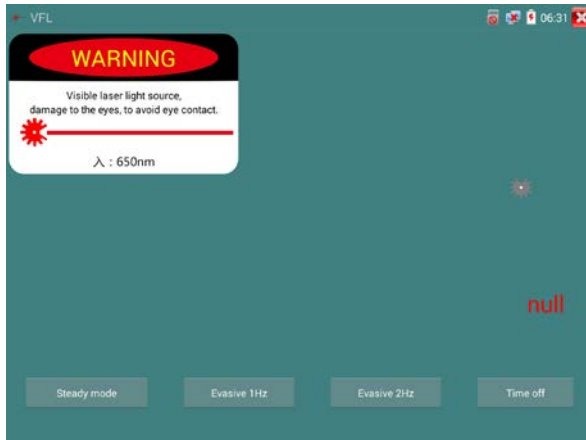 VFL
06:31
WARNING
Visible laser light source,
damage to the eyes, to avoid eye contact.
入 : 650nm
null
Steady mode
Evasive 1Hz
Evasive 2Hz
Time off